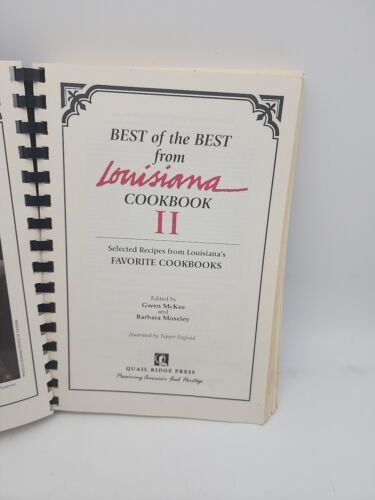 BEST of the BEST
from
Louisiana
COOKBOOK
II
Selected Recipes from Louisiana's
FAVORITE COOKBOOKS
Edited by
Gwen McKee
and
Barbara Moseley
Illustrated by Tupper England
QUAIL RIDGE PRESS
Preserving America's Food Heritage